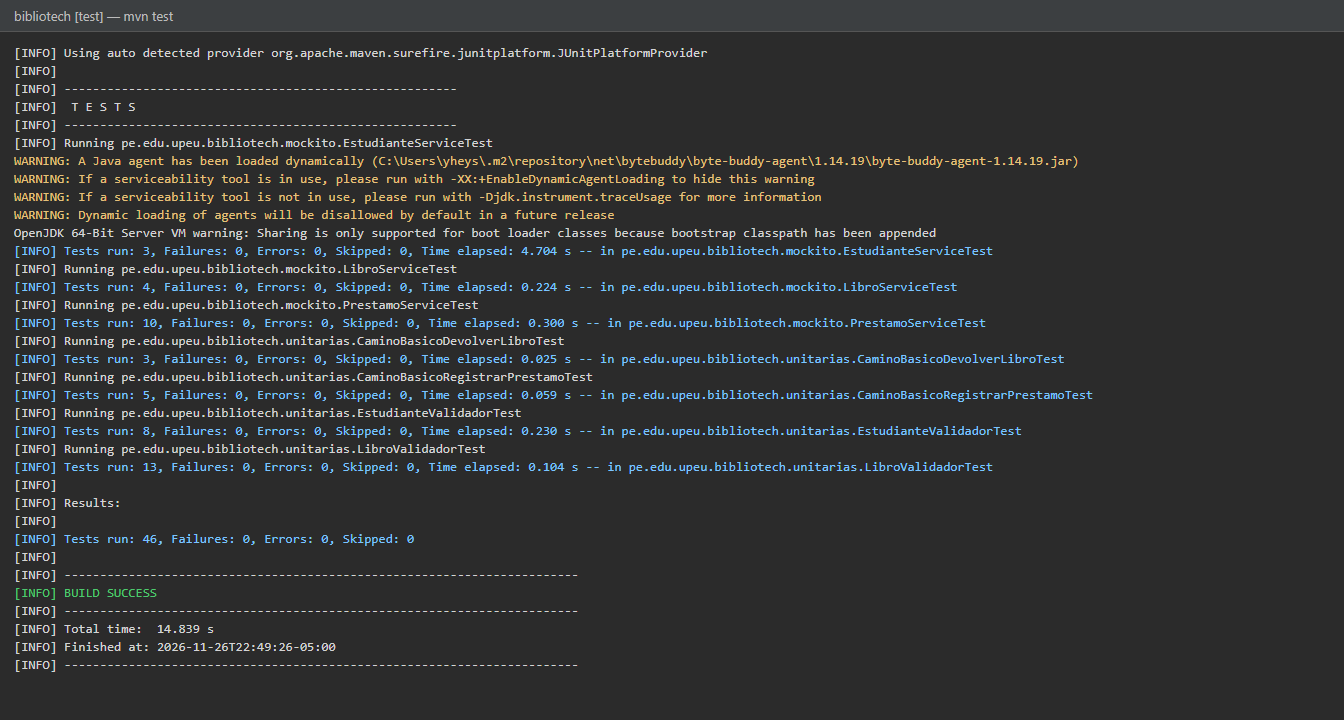 bibliotech [test] — mvn test
[INFO] Using auto detected provider org.apache.maven.surefire.junitplatform.JUnitPlatformProvider
[INFO]
[INFO] -------------------------------------------------------
[INFO]  T E S T S
[INFO] -------------------------------------------------------
[INFO] Running pe.edu.upeu.bibliotech.mockito.EstudianteServiceTest
WARNING: A Java agent has been loaded dynamically (C:\Users\yheys\.m2\repository\net\bytebuddy\byte-buddy-agent\1.14.19\byte-buddy-agent-1.14.19.jar)
WARNING: If a serviceability tool is in use, please run with -XX:+EnableDynamicAgentLoading to hide this warning
WARNING: If a serviceability tool is not in use, please run with -Djdk.instrument.traceUsage for more information
WARNING: Dynamic loading of agents will be disallowed by default in a future release
OpenJDK 64-Bit Server VM warning: Sharing is only supported for boot loader classes because bootstrap classpath has been appended
[INFO] Tests run: 3, Failures: 0, Errors: 0, Skipped: 0, Time elapsed: 4.704 s -- in pe.edu.upeu.bibliotech.mockito.EstudianteServiceTest
[INFO] Running pe.edu.upeu.bibliotech.mockito.LibroServiceTest
[INFO] Tests run: 4, Failures: 0, Errors: 0, Skipped: 0, Time elapsed: 0.224 s -- in pe.edu.upeu.bibliotech.mockito.LibroServiceTest
[INFO] Running pe.edu.upeu.bibliotech.mockito.PrestamoServiceTest
[INFO] Tests run: 10, Failures: 0, Errors: 0, Skipped: 0, Time elapsed: 0.300 s -- in pe.edu.upeu.bibliotech.mockito.PrestamoServiceTest
[INFO] Running pe.edu.upeu.bibliotech.unitarias.CaminoBasicoDevolverLibroTest
[INFO] Tests run: 3, Failures: 0, Errors: 0, Skipped: 0, Time elapsed: 0.025 s -- in pe.edu.upeu.bibliotech.unitarias.CaminoBasicoDevolverLibroTest
[INFO] Running pe.edu.upeu.bibliotech.unitarias.CaminoBasicoRegistrarPrestamoTest
[INFO] Tests run: 5, Failures: 0, Errors: 0, Skipped: 0, Time elapsed: 0.059 s -- in pe.edu.upeu.bibliotech.unitarias.CaminoBasicoRegistrarPrestamoTest
[INFO] Running pe.edu.upeu.bibliotech.unitarias.EstudianteValidadorTest
[INFO] Tests run: 8, Failures: 0, Errors: 0, Skipped: 0, Time elapsed: 0.230 s -- in pe.edu.upeu.bibliotech.unitarias.EstudianteValidadorTest
[INFO] Running pe.edu.upeu.bibliotech.unitarias.LibroValidadorTest
[INFO] Tests run: 13, Failures: 0, Errors: 0, Skipped: 0, Time elapsed: 0.104 s -- in pe.edu.upeu.bibliotech.unitarias.LibroValidadorTest
[INFO]
[INFO] Results:
[INFO]
[INFO] Tests run: 46, Failures: 0, Errors: 0, Skipped: 0
[INFO]
[INFO] ------------------------------------------------------------------------
[INFO] BUILD SUCCESS
[INFO] ------------------------------------------------------------------------
[INFO] Total time:  14.839 s
[INFO] Finished at: 2026-11-26T22:49:26-05:00
[INFO] ------------------------------------------------------------------------